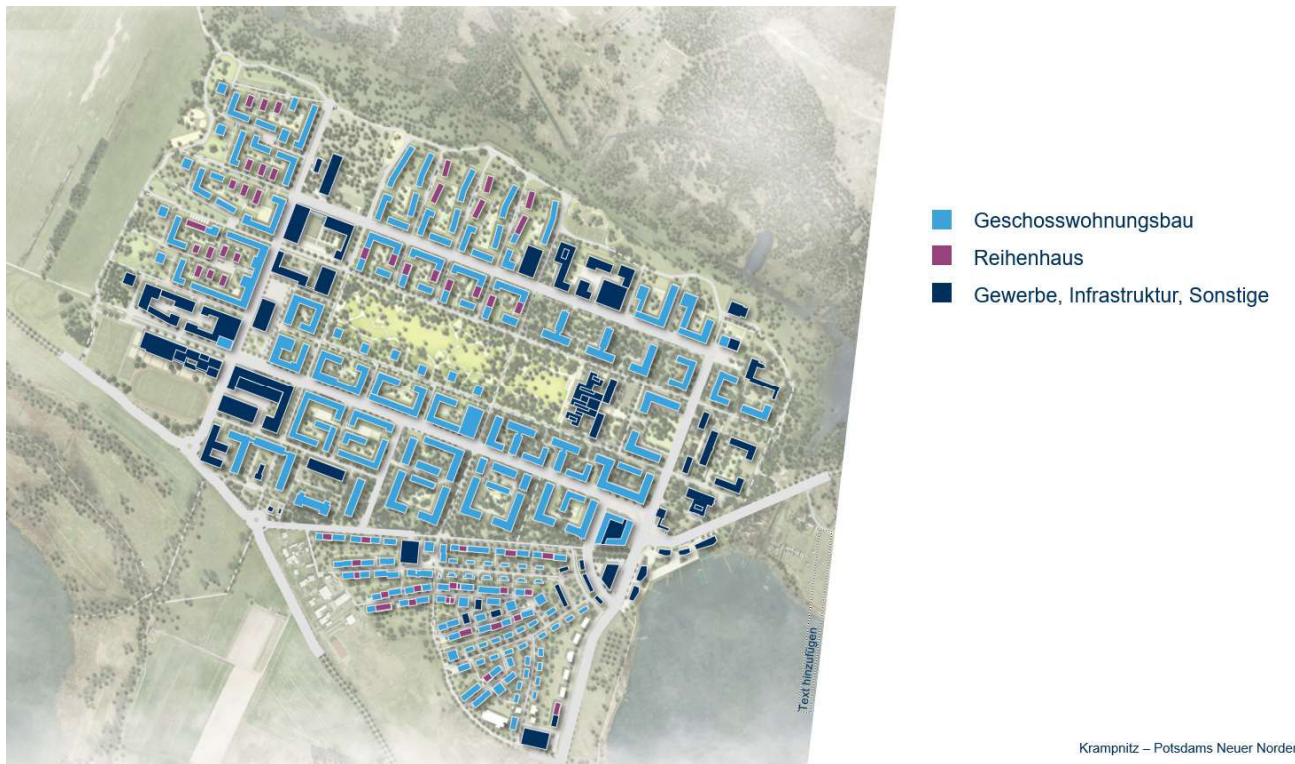 Geschosswohnungsbau
Reihenhaus
Gewerbe, Infrastruktur, Sonstige
Text hinzufügen
Krampnitz – Potsdams Neuer Norden